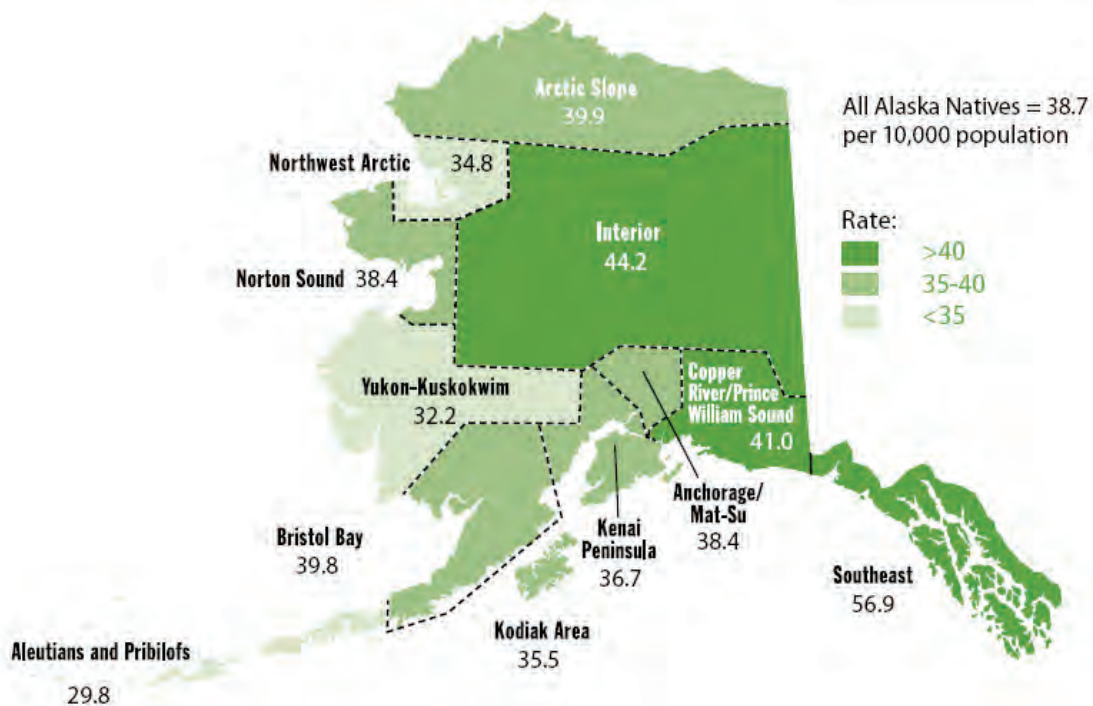 Arctic Slope
39.9
All Alaska Natives = 38.7
per 10,000 population
Northwest Arctic
34.8
Rate:
>40
35-40
<35
Interior
44.2
Norton Sound 38.4
Yukon-Kuskokwim
32.2
Copper
River/Prince
William Sound
41.0
Anchorage/
Mat-Su
38.4
Kenai
Peninsula
36.7
Bristol Bay
39.8
Southeast
56.9
Kodiak Area
35.5
Aleutians and Pribilofs
29.8